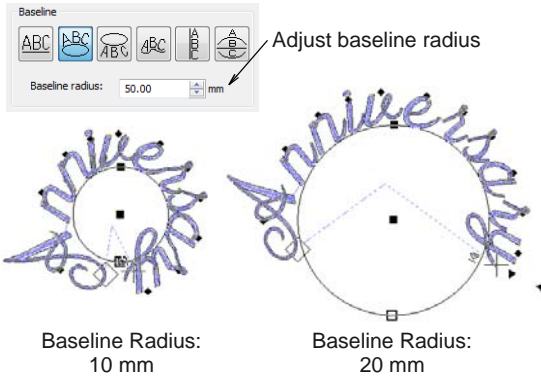 Baseline
ABC ABC ABC ABC ABC ABC
Adjust baseline radius
Baseline radius: 50.00 mm
Anniversary
Anniversary
Baseline Radius:
10 mm
Baseline Radius:
20 mm